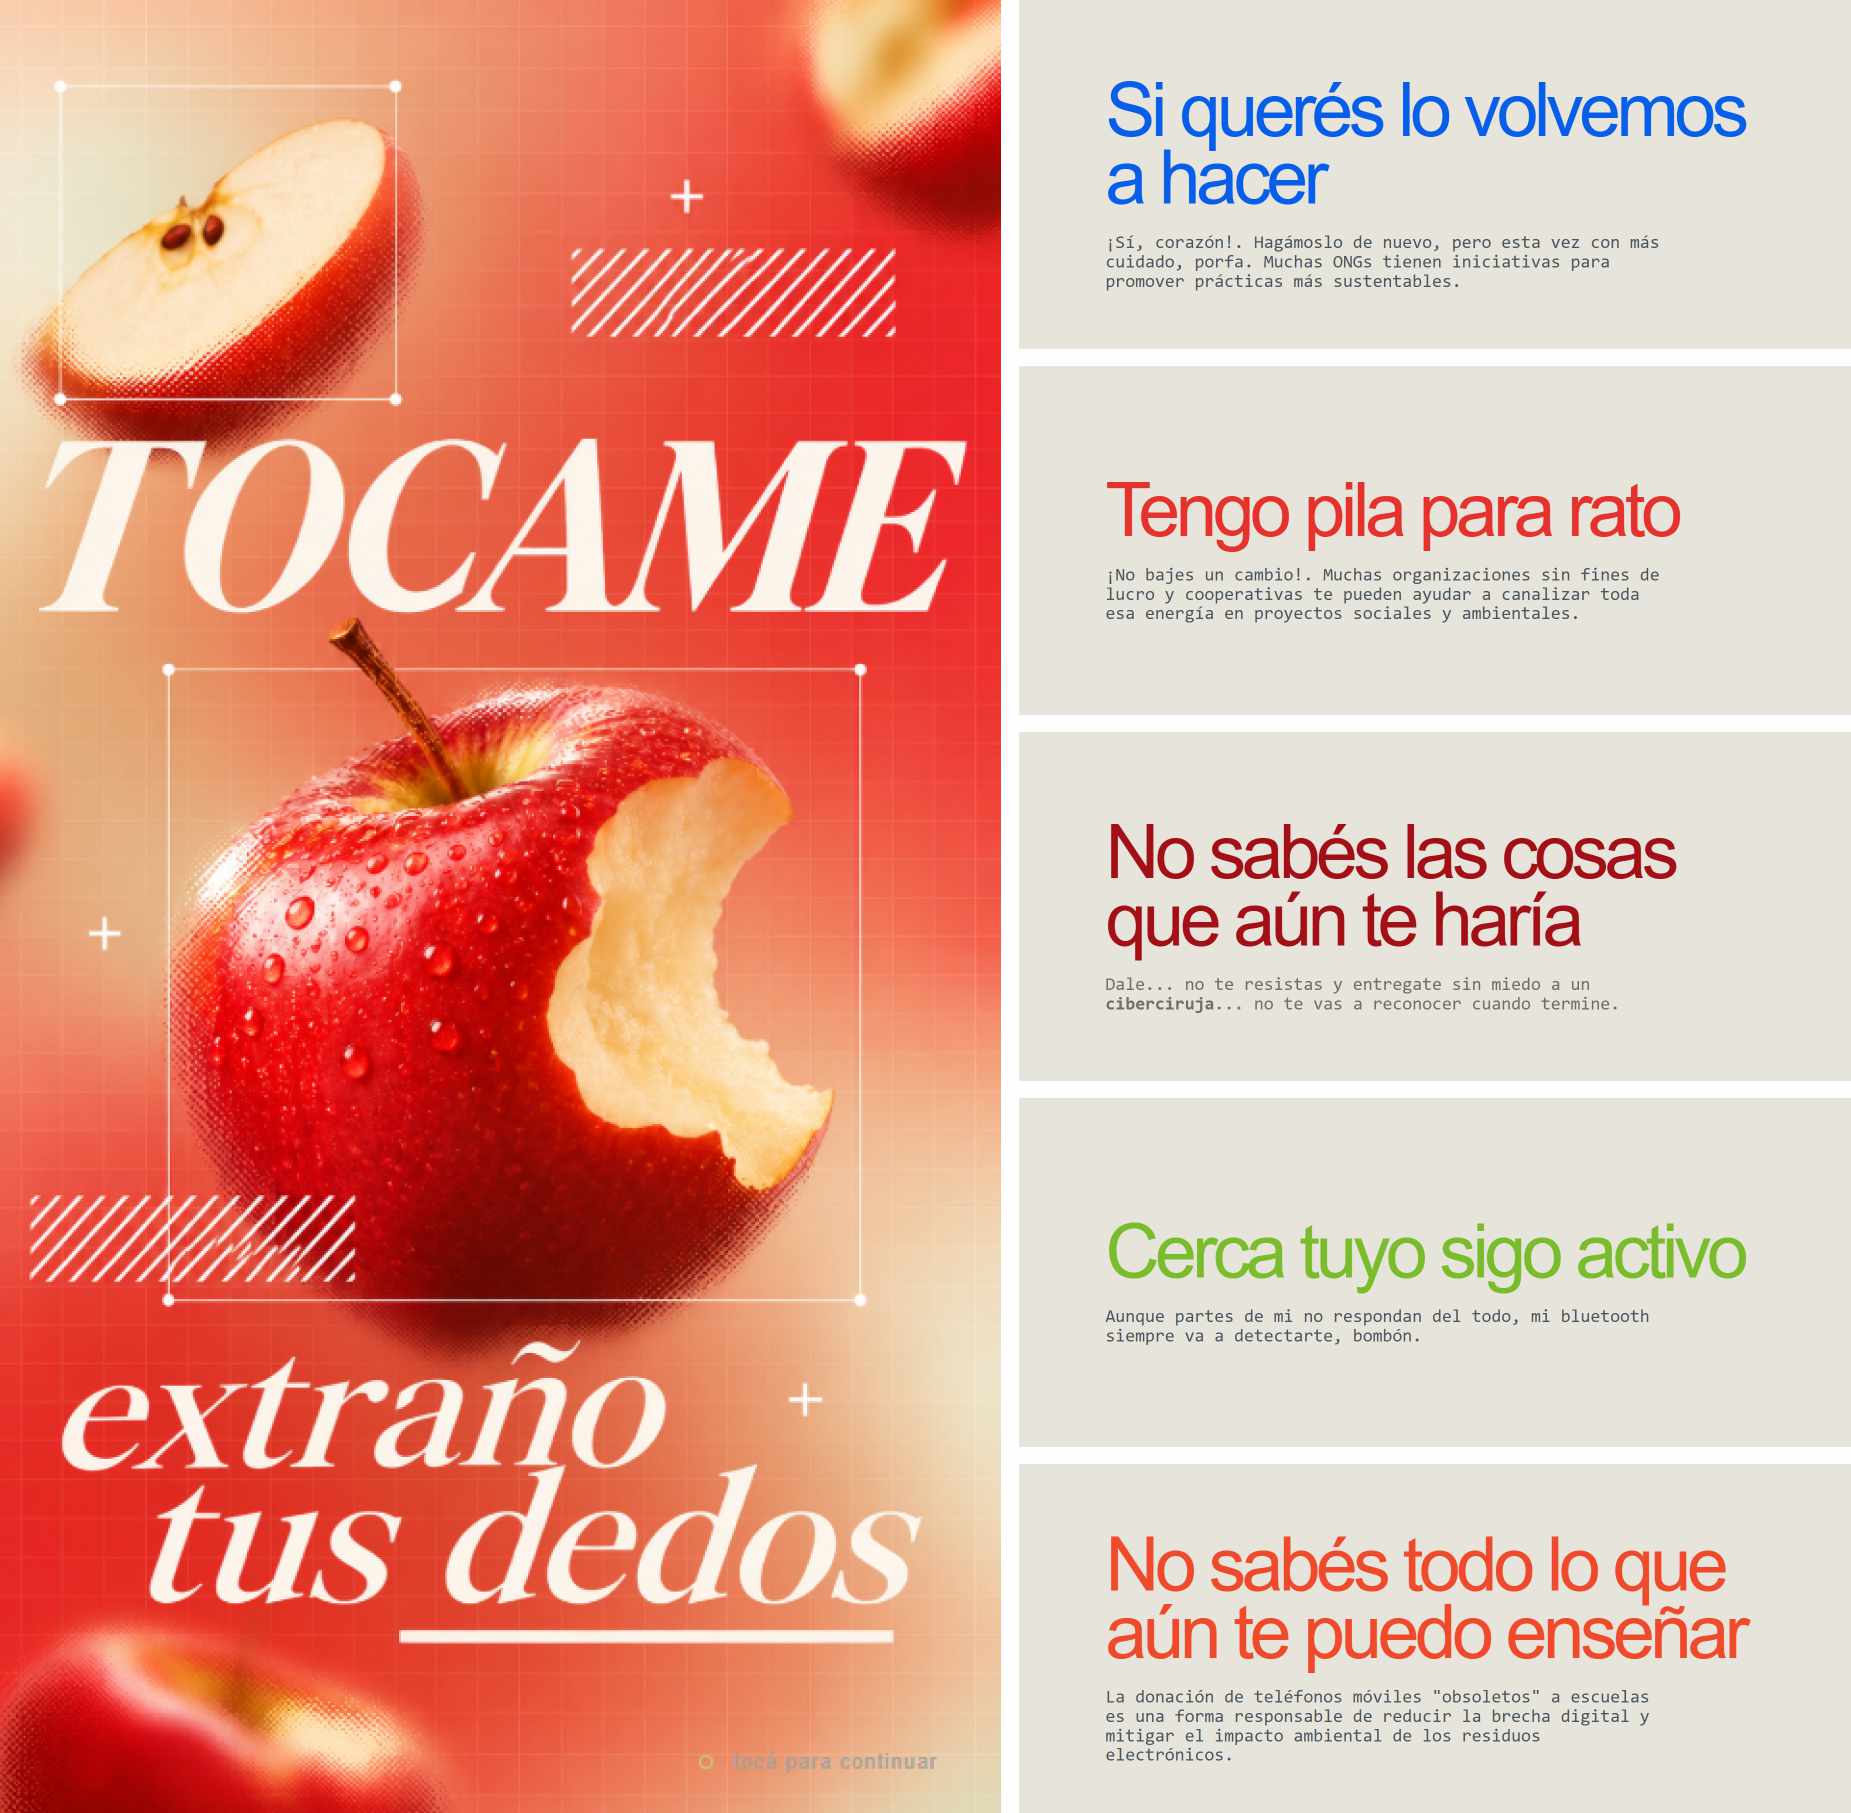 TOCAME
extraño
tus dedos
tocá para continuar
Si querés lo volvemos
a hacer
¡Sí, corazón!. Hagámoslo de nuevo, pero esta vez con más
cuidado, porfa. Muchas ONGs tienen iniciativas para
promover prácticas más sustentables.
Tengo pila para rato
¡No bajes un cambio!. Muchas organizaciones sin fines de
lucro y cooperativas te pueden ayudar a canalizar toda
esa energía en proyectos sociales y ambientales.
No sabés las cosas
que aún te haría
Dale... no te resistas y entregate sin miedo a un
ciberciruja... no te vas a reconocer cuando termine.
Cerca tuyo sigo activo
Aunque partes de mi no respondan del todo, mi bluetooth
siempre va a detectarte, bombón.
No sabés todo lo que
aún te puedo enseñar
La donación de teléfonos móviles "obsoletos" a escuelas
es una forma responsable de reducir la brecha digital y
mitigar el impacto ambiental de los residuos
electrónicos.